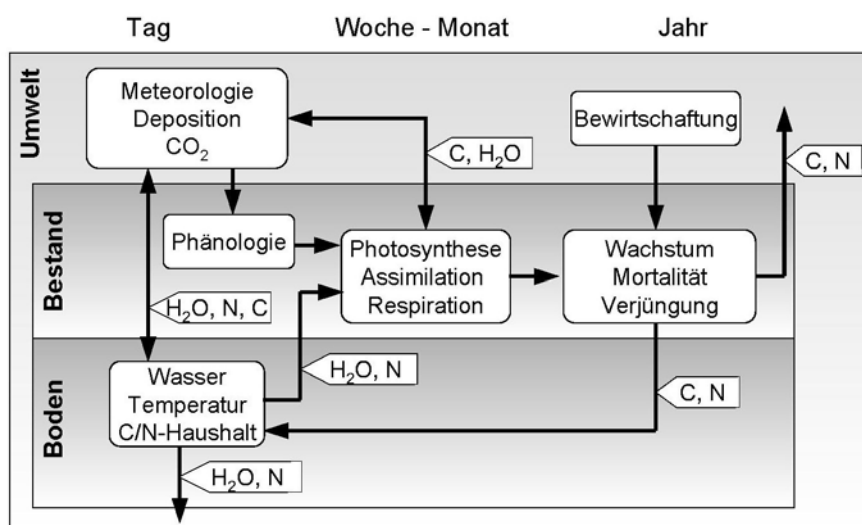 Tag
Woche - Monat
Jahr
Umwelt
Meteorologie
Deposition
CO₂
Bewirtschaftung
C, H₂O
C, N
Bestand
Phänologie
Photosynthese
Assimilation
Respiration
Wachstum
Mortalität
Verjüngung
H₂O, N, C
Boden
Wasser
Temperatur
C/N-Haushalt
H₂O, N
C, N
H₂O, N